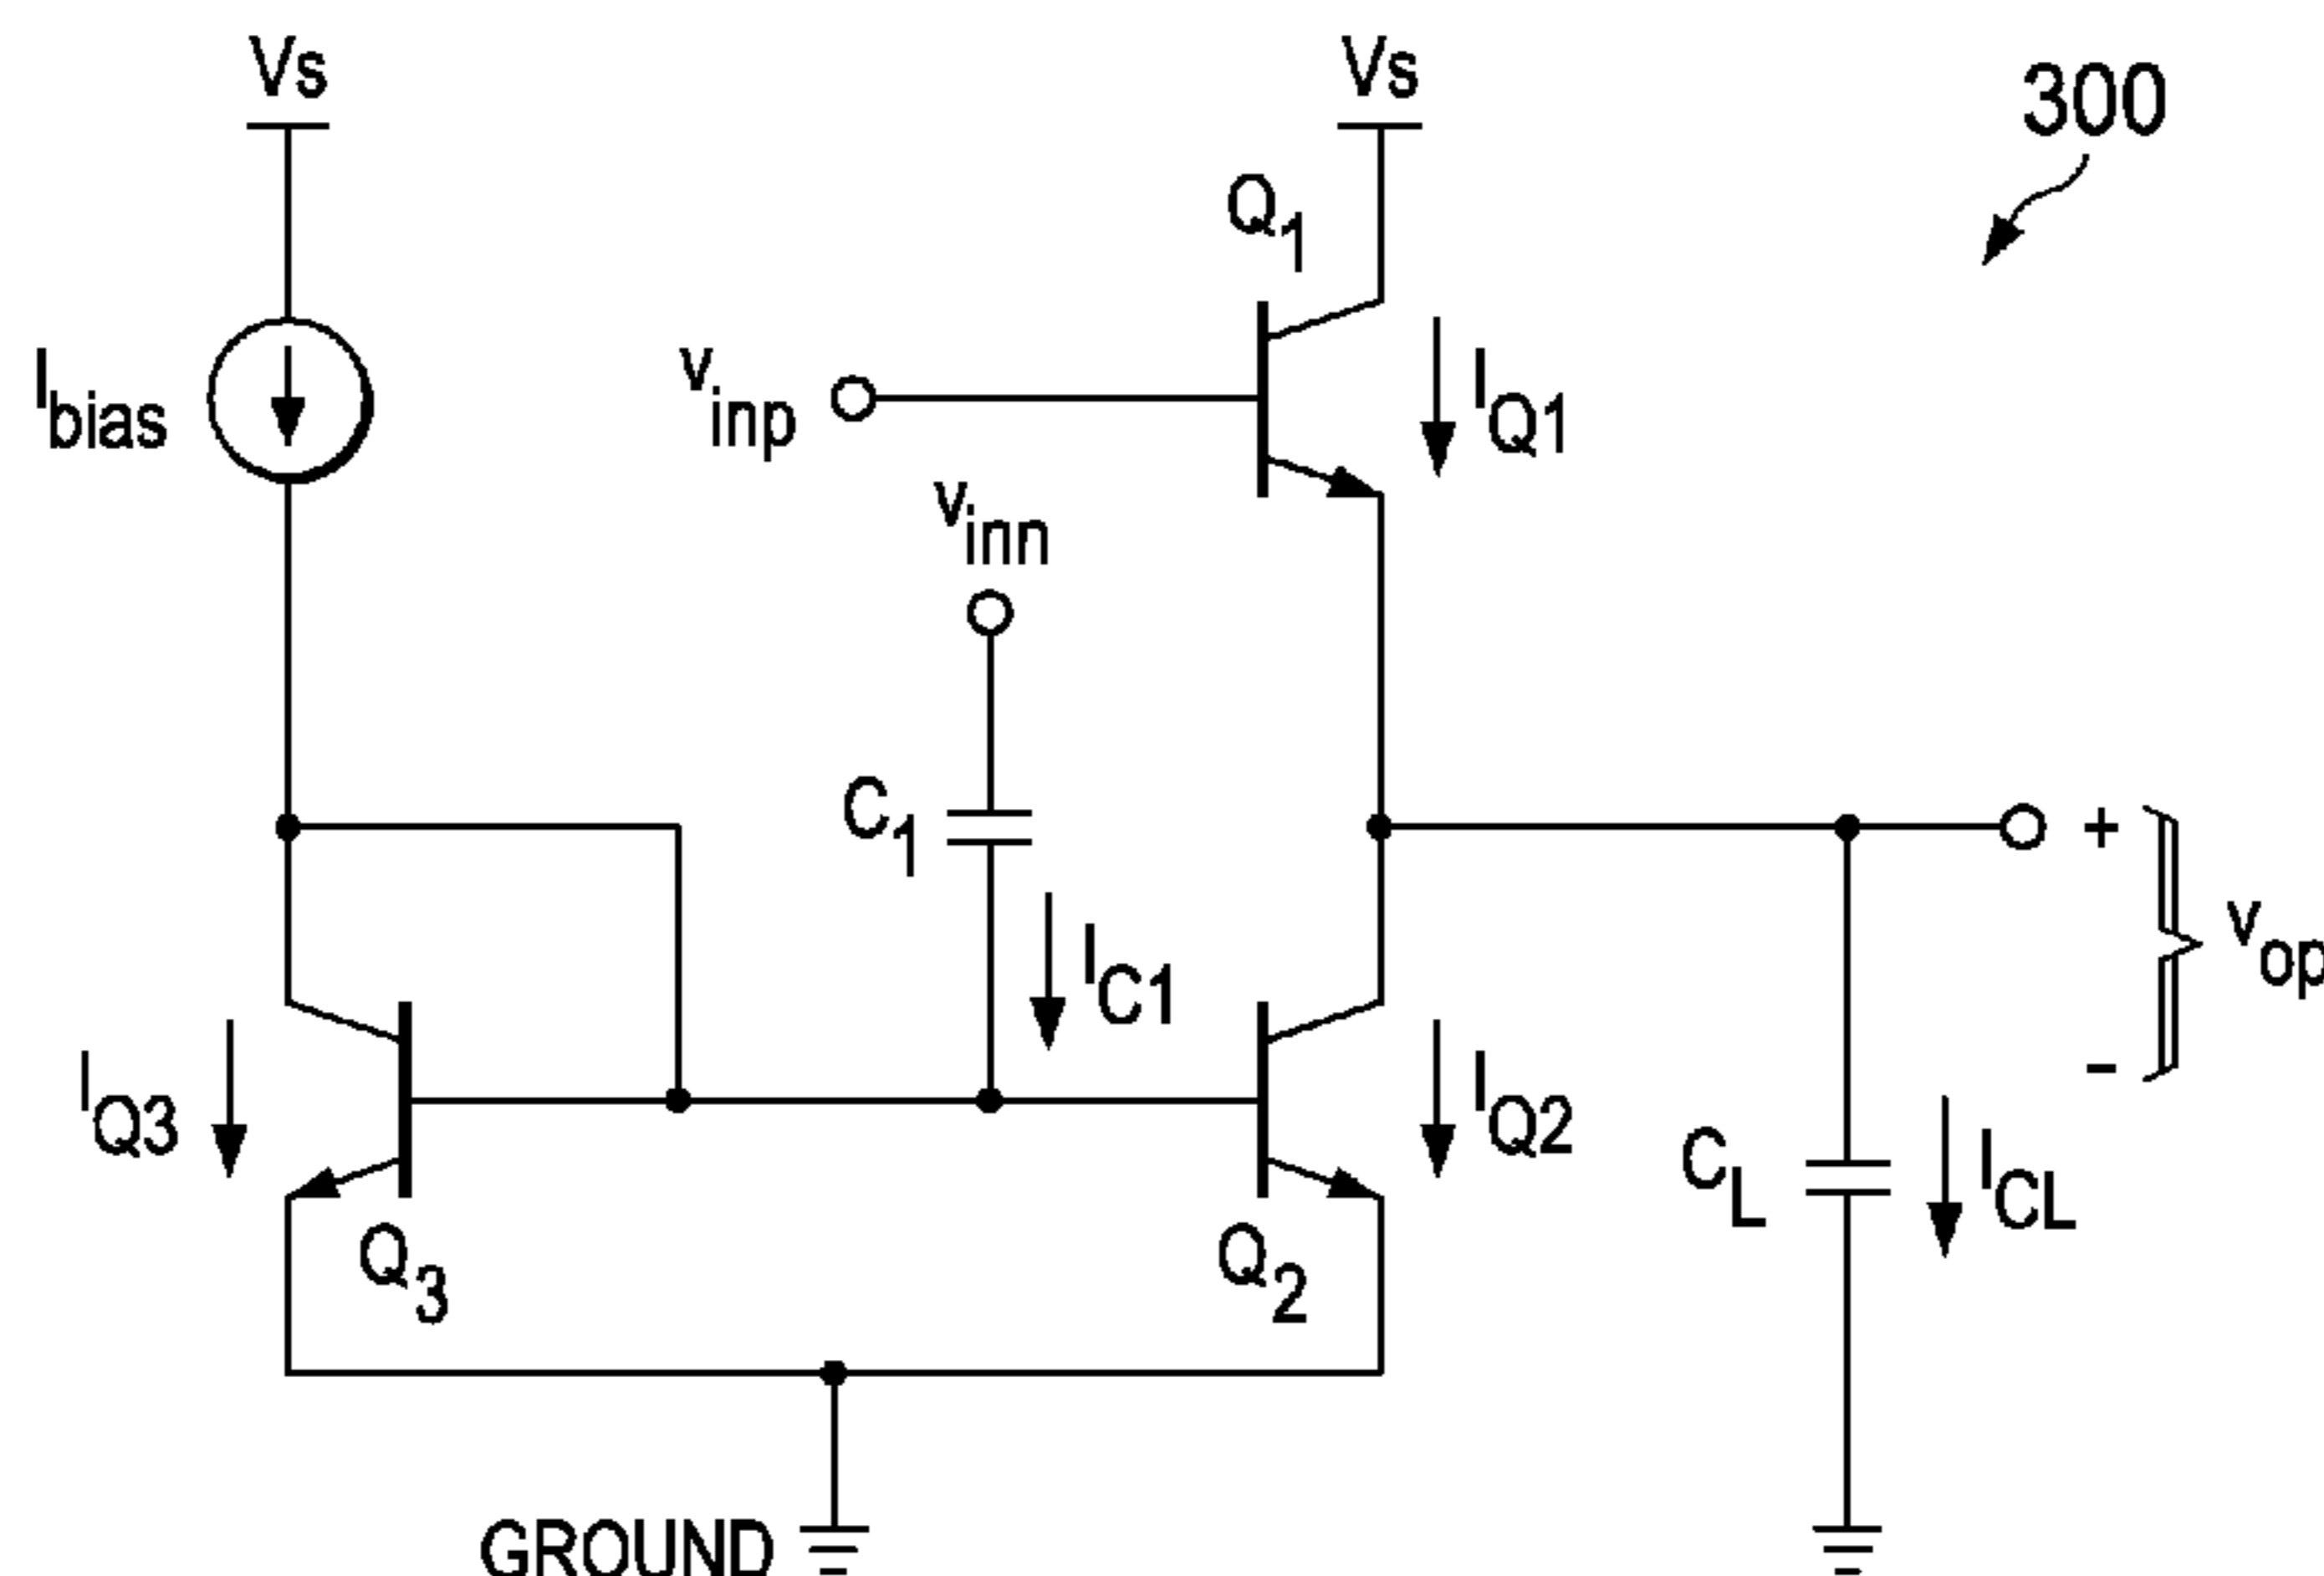 Vs
Vs
300
Q1
Ibias
vinp
IQ1
vinn
C1
+
vop
IC1
-
IQ3
IQ2
CL
ICL
Q3
Q2
GROUND